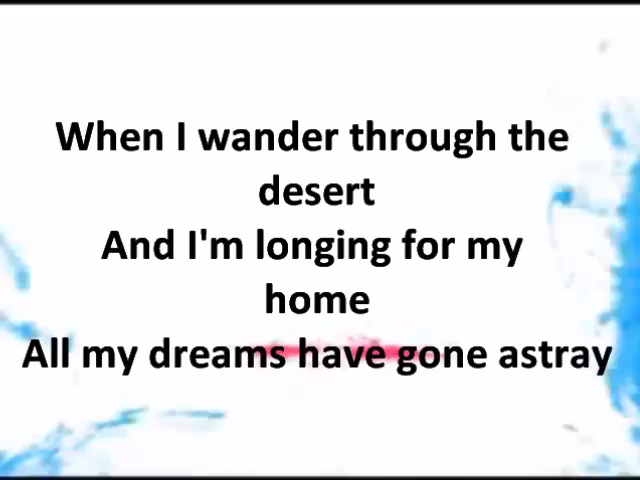 When I wander through the
desert
And I'm longing for my
home
All my dreams have gone astray